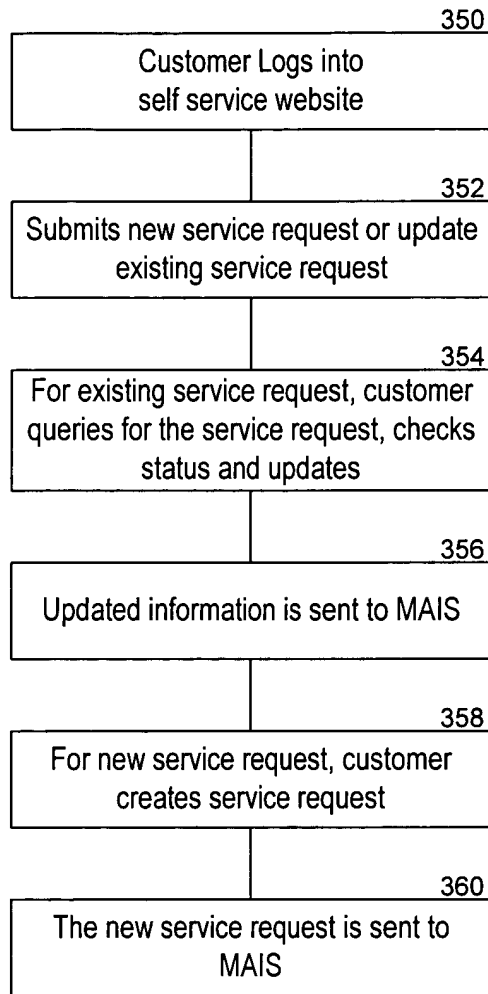 350
Customer Logs into
self service website
352
Submits new service request or update
existing service request
354
For existing service request, customer
queries for the service request, checks
status and updates
356
Updated information is sent to MAIS
358
For new service request, customer
creates service request
360
The new service request is sent to
MAIS